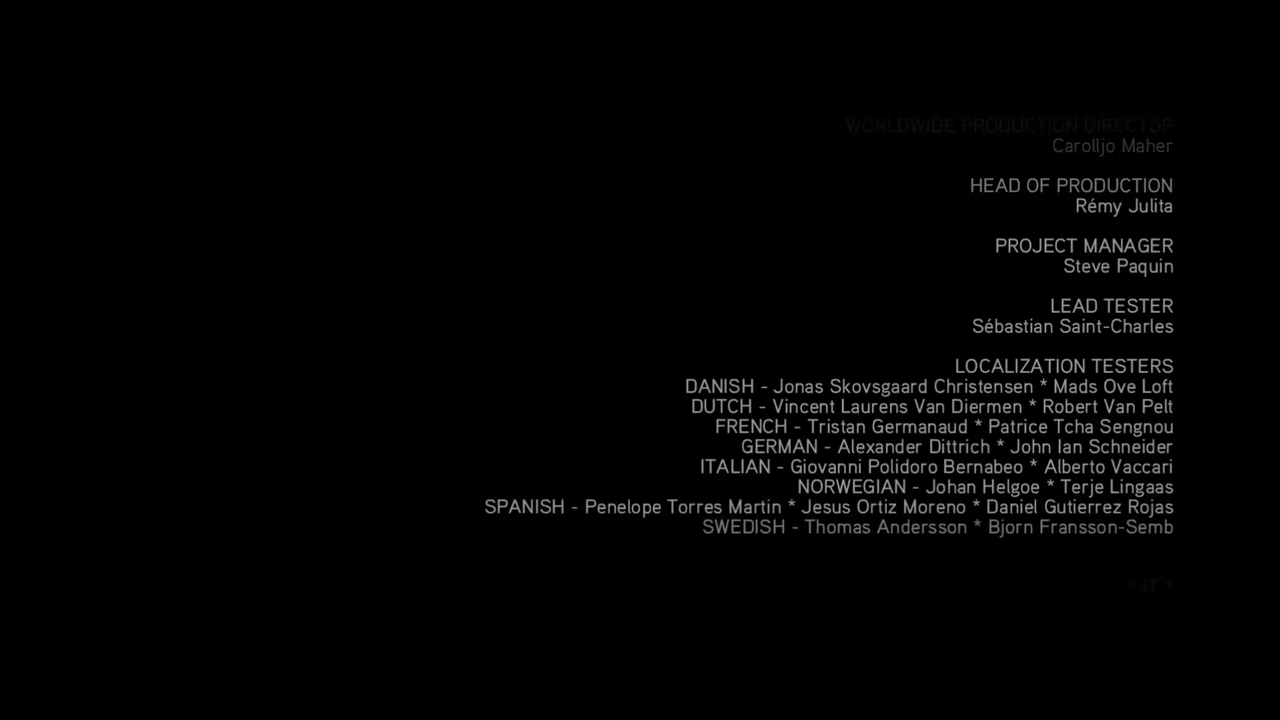 WORLDWIDE PRODUCTION DIRECTOR
Carolljo Maher
HEAD OF PRODUCTION
Rémy Julita
PROJECT MANAGER
Steve Paquin
LEAD TESTER
Sébastian Saint-Charles
LOCALIZATION TESTERS
DANISH - Jonas Skovsgaard Christensen * Mads Ove Loft
DUTCH - Vincent Laurens Van Diermen * Robert Van Pelt
FRENCH - Tristan Germanaud * Patrice Tcha Sengnou
GERMAN - Alexander Dittrich * John Ian Schneider
ITALIAN - Giovanni Polidoro Bernabeo * Alberto Vaccari
NORWEGIAN - Johan Helgoe * Terje Lingaas
SPANISH - Penelope Torres Martin * Jesus Ortiz Moreno * Daniel Gutierrez Rojas
SWEDISH - Thomas Andersson * Bjorn Fransson-Semb